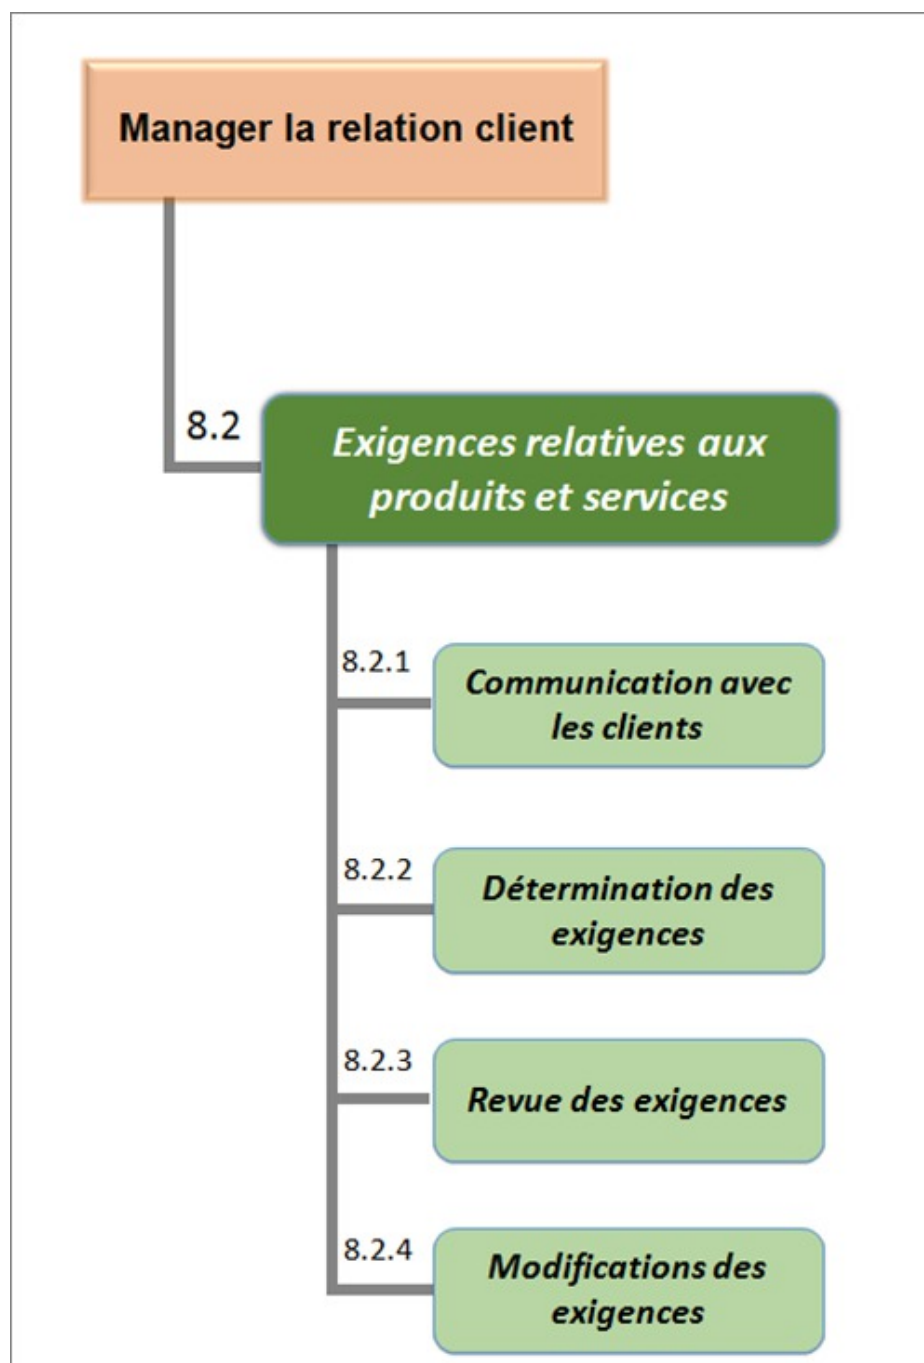 Manager la relation client
8.2
Exigences relatives aux
produits et services
8.2.1
Communication avec
les clients
8.2.2
Détermination des
exigences
8.2.3
Revue des exigences
8.2.4
Modifications des
exigences